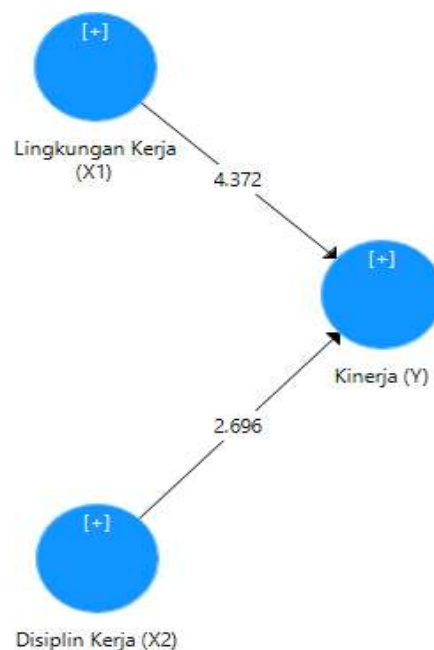 [+]
Lingkungan Kerja
(X1)
4.372
[+]
Kinerja (Y)
2.696
[+]
Disiplin Kerja (X2)